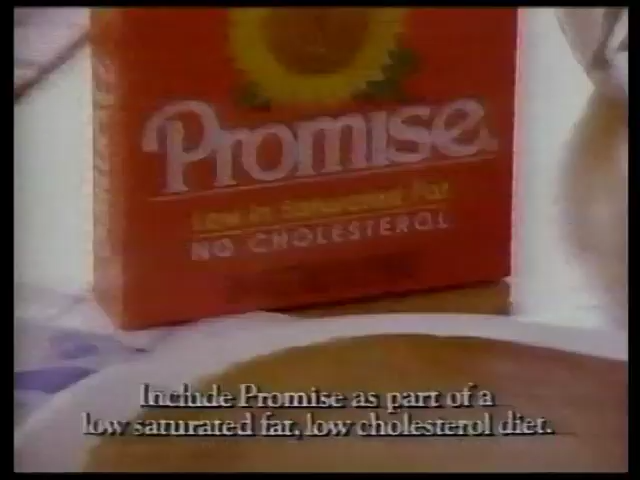 Promise
Low in Saturated Fat
NO CHOLESTEROL
Include Promise as part of a
low saturated fat, low cholesterol diet.